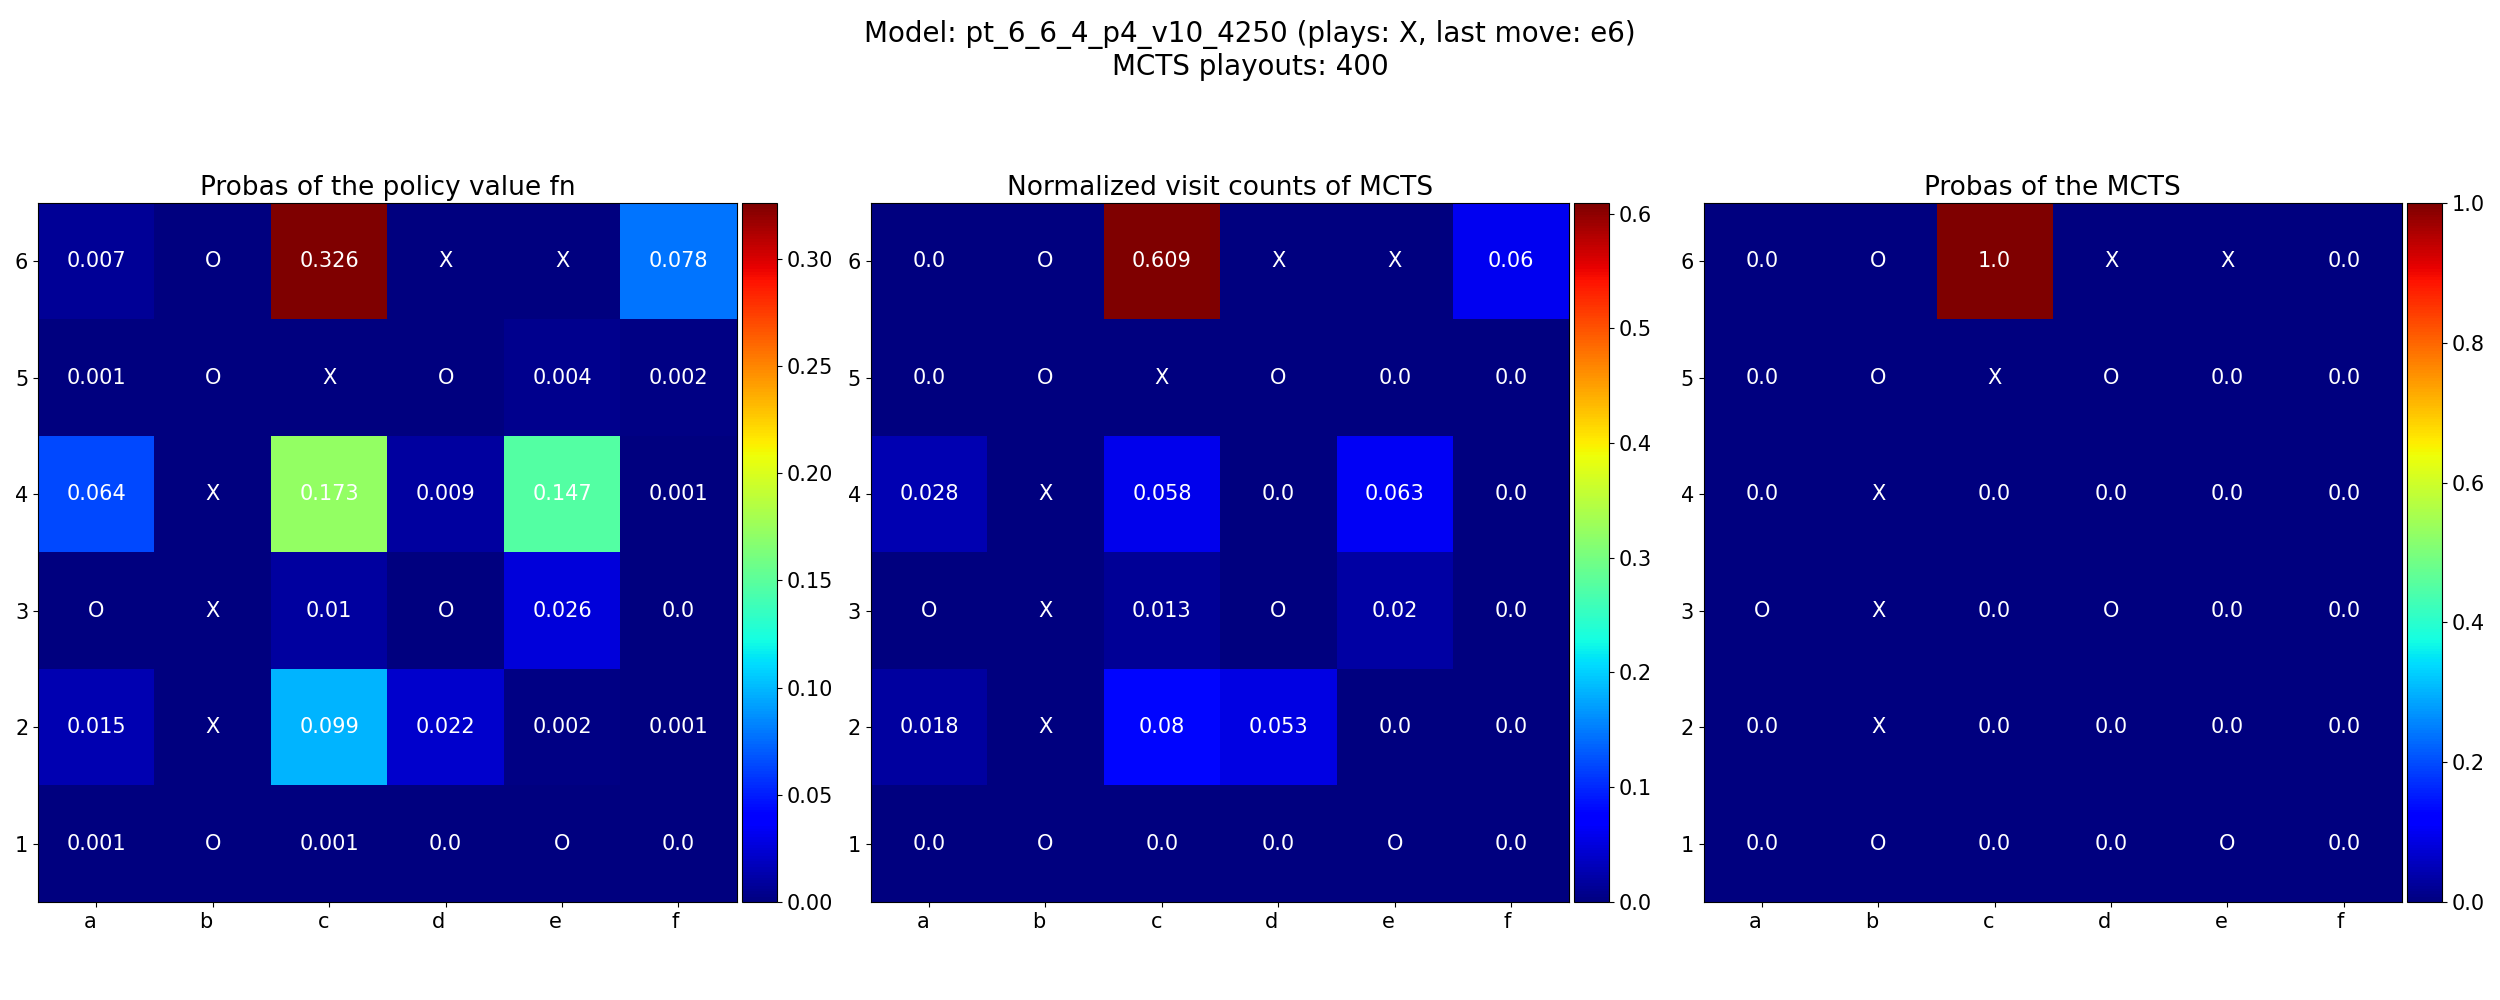 Model: pt_6_6_4_p4_v10_4250 (plays: X, last move: e6)
MCTS playouts: 400
Probas of the policy value fn
6 0.007 O 0.326 X X 0.078
5 0.001 O X O 0.004 0.002
4 0.064 X 0.173 0.009 0.147 0.001
3 O X 0.01 O 0.026 0.0
2 0.015 X 0.099 0.022 0.002 0.001
1 0.001 O 0.001 0.0 O 0.0
a b c d e f
0.30
0.25
0.20
0.15
0.10
0.05
0.00
Normalized visit counts of MCTS
6 0.0 O 0.609 X X 0.06
5 0.0 O X O 0.0 0.0
4 0.028 X 0.058 0.0 0.063 0.0
3 O X 0.013 O 0.02 0.0
2 0.018 X 0.08 0.053 0.0 0.0
1 0.0 O 0.0 0.0 O 0.0
a b c d e f
0.6
0.5
0.4
0.3
0.2
0.1
0.0
Probas of the MCTS
6 0.0 O 1.0 X X 0.0
5 0.0 O X O 0.0 0.0
4 0.0 X 0.0 0.0 0.0 0.0
3 O X 0.0 O 0.0 0.0
2 0.0 X 0.0 0.0 0.0 0.0
1 0.0 O 0.0 0.0 O 0.0
a b c d e f
1.0
0.8
0.6
0.4
0.2
0.0